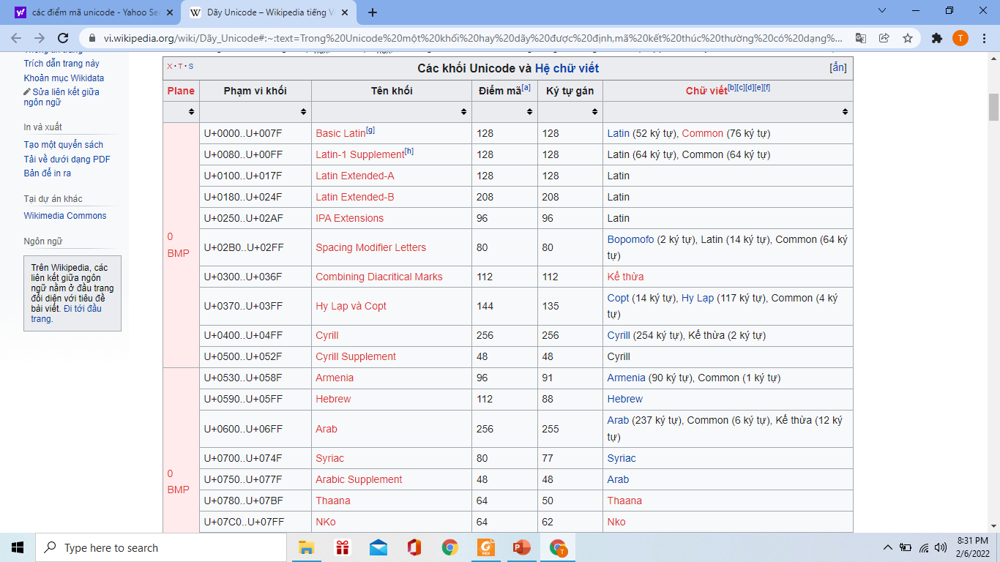 các điểm mã unicode - Yahoo Se
Dãy Unicode – Wikipedia tiếng V
vi.wikipedia.org/wiki/Dãy_Unicode#:~:text=Trong%20Unicode%20một%20khối%20hay%20dãy%20được%20định,mã%20kết%20thúc%20thường%20có%20dạng%...
T
Thông tin trang
Trích dẫn trang này
Khoản mục Wikidata
Sửa liên kết giữa
ngôn ngữ
In và xuất
Tạo một quyển sách
Tải về dưới dạng PDF
Bản để in ra
Tại dự án khác
Wikimedia Commons
Ngôn ngữ
Trên Wikipedia, các
liên kết giữa ngôn
ngữ nằm ở đầu trang
đối diện với tiêu đề
bài viết. Đi tới đầu
trang.
X · T · S Các khối Unicode và Hệ chữ viết [ẩn]
Plane Phạm vi khối Tên khối Điểm mã[a] Ký tự gán Chữ viết[b][c][d][e][f]
0
BMP
U+0000..U+007F Basic Latin[g] 128 128 Latin (52 ký tự), Common (76 ký tự)
U+0080..U+00FF Latin-1 Supplement[h] 128 128 Latin (64 ký tự), Common (64 ký tự)
U+0100..U+017F Latin Extended-A 128 128 Latin
U+0180..U+024F Latin Extended-B 208 208 Latin
U+0250..U+02AF IPA Extensions 96 96 Latin
U+02B0..U+02FF Spacing Modifier Letters 80 80 Bopomofo (2 ký tự), Latin (14 ký tự), Common (64 ký
tự)
U+0300..U+036F Combining Diacritical Marks 112 112 Kế thừa
U+0370..U+03FF Hy Lạp và Copt 144 135 Copt (14 ký tự), Hy Lạp (117 ký tự), Common (4 ký
tự)
U+0400..U+04FF Cyrill 256 256 Cyrill (254 ký tự), Kế thừa (2 ký tự)
U+0500..U+052F Cyrill Supplement 48 48 Cyrill
0
BMP
U+0530..U+058F Armenia 96 91 Armenia (90 ký tự), Common (1 ký tự)
U+0590..U+05FF Hebrew 112 88 Hebrew
U+0600..U+06FF Arab 256 255 Arab (237 ký tự), Common (6 ký tự), Kế thừa (12 ký
tự)
U+0700..U+074F Syriac 80 77 Syriac
U+0750..U+077F Arabic Supplement 48 48 Arab
U+0780..U+07BF Thaana 64 50 Thaana
U+07C0..U+07FF NKo 64 62 Nko
Type here to search
8:31 PM
2/6/2022